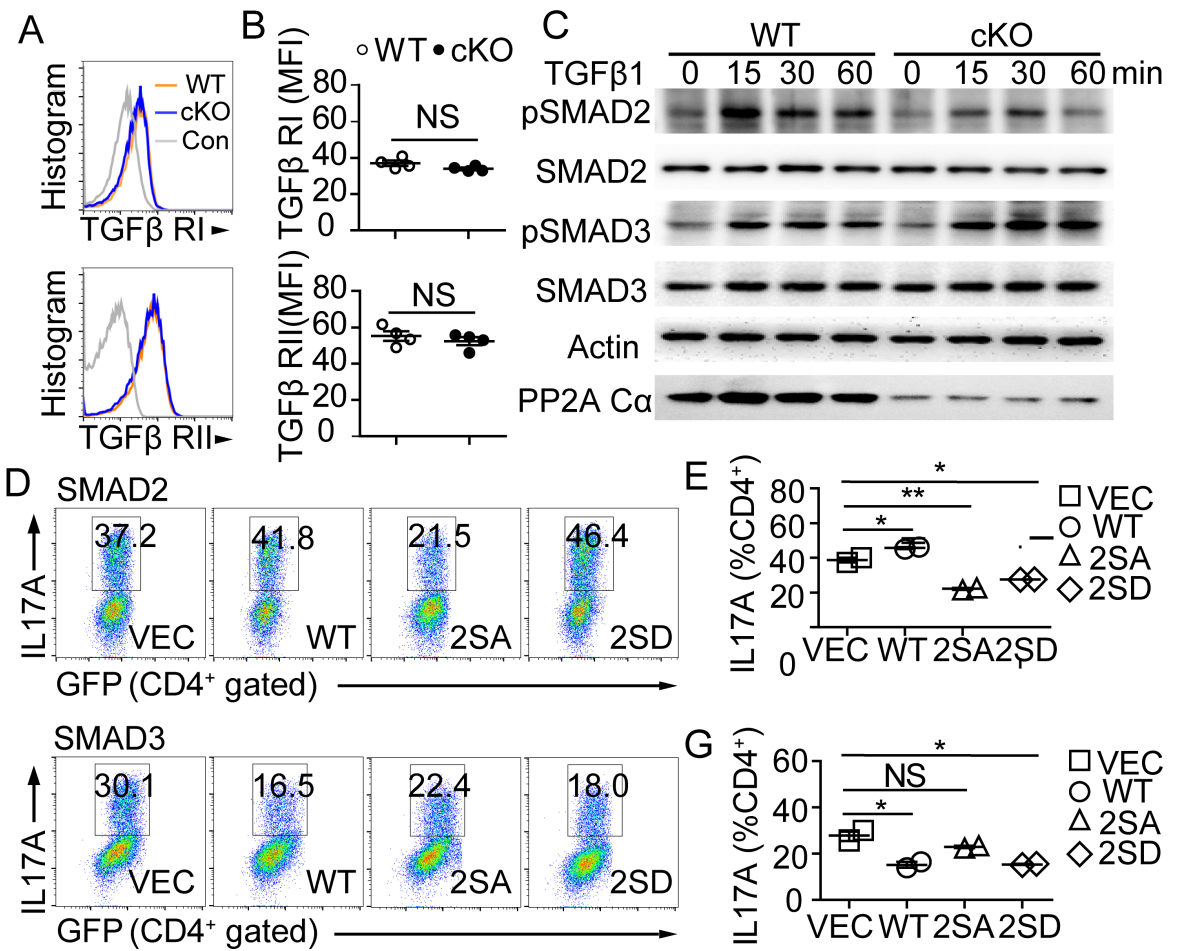 A
Histogram
WT
cKO
Con
TGFβ RI
Histogram
TGFβ RII
B
WT cKO
TGFβ RI (MFI)
80
60
40
20
0
NS
TGFβ RII(MFI)
80
60
40
20
0
NS
C
WT cKO
TGFβ1 0 15 30 60 0 15 30 60 min
pSMAD2
SMAD2
pSMAD3
SMAD3
Actin
PP2A Cα
D
SMAD2
IL17A
37.2 41.8 21.5 46.4
VEC WT 2SA 2SD
GFP (CD4⁺ gated)
E
IL17A (%CD4⁺)
80
60
40
20
0
*
**
*
VEC WT 2SA 2SD
VEC
WT
2SA
2SD
SMAD3
IL17A
30.1 16.5 22.4 18.0
VEC WT 2SA 2SD
GFP (CD4⁺ gated)
G
IL17A (%CD4⁺)
60
40
20
0
*
NS
*
VEC WT 2SA 2SD
VEC
WT
2SA
2SD